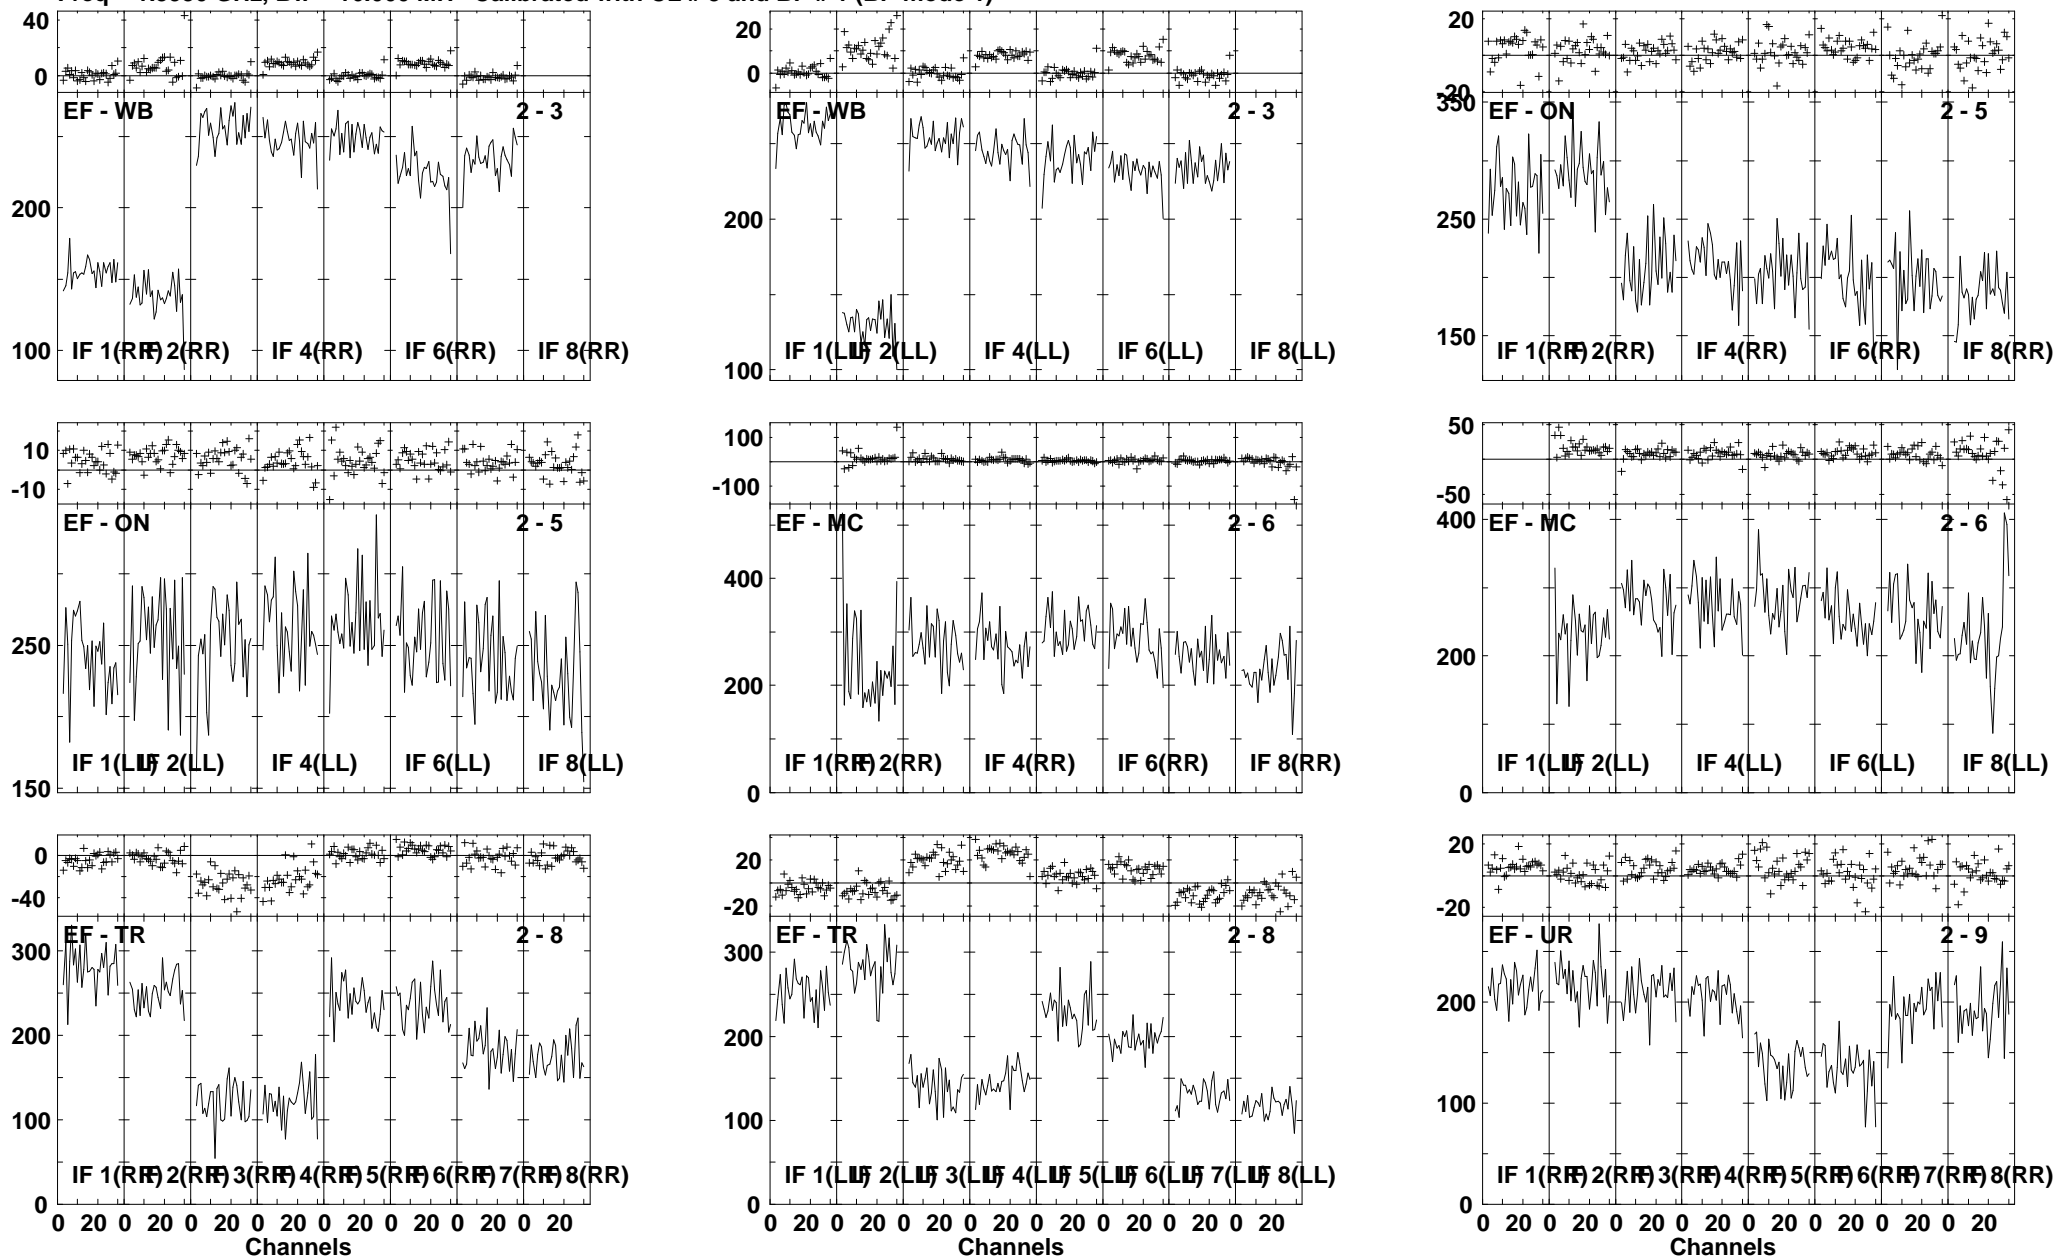 40
20
0
EF - WB
2 - 3
200
100
IF 1(RR)
IF 2(RR)
IF 4(RR)
IF 6(RR)
IF 8(RR)
20
0
EF - WB
2 - 3
200
100
IF 1(LL)
IF 2(LL)
IF 4(LL)
IF 6(LL)
IF 8(LL)
20
-20
350
EF - ON
2 - 5
250
150
IF 1(RR)
IF 2(RR)
IF 4(RR)
IF 6(RR)
IF 8(RR)
10
-10
EF - ON
2 - 5
250
150
IF 1(LL)
IF 2(LL)
IF 4(LL)
IF 6(LL)
IF 8(LL)
100
-100
EF - MC
2 - 6
400
200
0
IF 1(RR)
IF 2(RR)
IF 4(RR)
IF 6(RR)
IF 8(RR)
50
-50
400
EF - MC
2 - 6
200
0
IF 1(LL)
IF 2(LL)
IF 4(LL)
IF 6(LL)
IF 8(LL)
0
-40
EF - TR
2 - 8
300
200
100
0
IF 1(RR)
IF 2(RR)
IF 3(RR)
IF 4(RR)
IF 5(RR)
IF 6(RR)
IF 7(RR)
IF 8(RR)
0 20 0 20 0 20 0 20 0 20 0 20 0 20 0 20
Channels
20
-20
EF - TR
2 - 8
300
200
100
0
IF 1(LL)
IF 2(LL)
IF 3(LL)
IF 4(LL)
IF 5(LL)
IF 6(LL)
IF 7(LL)
IF 8(LL)
0 20 0 20 0 20 0 20 0 20 0 20 0 20 0 20
Channels
20
-20
EF - UR
2 - 9
200
100
0
IF 1(RR)
IF 2(RR)
IF 3(RR)
IF 4(RR)
IF 5(RR)
IF 6(RR)
IF 7(RR)
IF 8(RR)
0 20 0 20 0 20 0 20 0 20 0 20 0 20 0 20
Channels